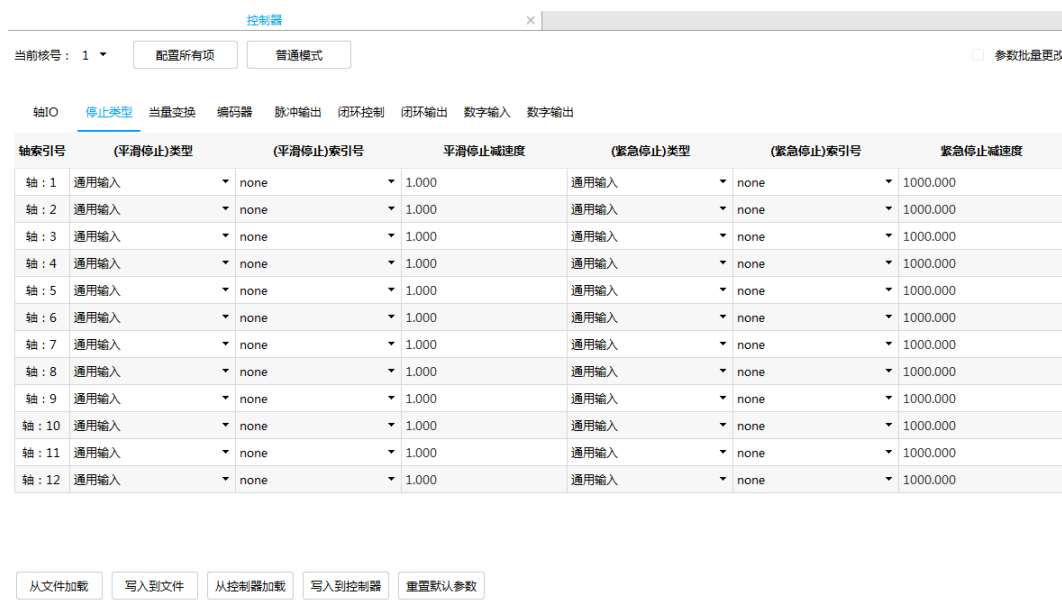 控制器 ×
当前核号： 1 配置所有项 普通模式 参数批量更改
轴IO 停止类型 当量变换 编码器 脉冲输出 闭环控制 闭环输出 数字输入 数字输出
轴索引号 (平滑停止)类型 (平滑停止)索引号 平滑停止减速度 (紧急停止)类型 (紧急停止)索引号 紧急停止减速度
轴：1 通用输入 none 1.000 通用输入 none 1000.000
轴：2 通用输入 none 1.000 通用输入 none 1000.000
轴：3 通用输入 none 1.000 通用输入 none 1000.000
轴：4 通用输入 none 1.000 通用输入 none 1000.000
轴：5 通用输入 none 1.000 通用输入 none 1000.000
轴：6 通用输入 none 1.000 通用输入 none 1000.000
轴：7 通用输入 none 1.000 通用输入 none 1000.000
轴：8 通用输入 none 1.000 通用输入 none 1000.000
轴：9 通用输入 none 1.000 通用输入 none 1000.000
轴：10 通用输入 none 1.000 通用输入 none 1000.000
轴：11 通用输入 none 1.000 通用输入 none 1000.000
轴：12 通用输入 none 1.000 通用输入 none 1000.000
从文件加载 写入到文件 从控制器加载 写入到控制器 重置默认参数